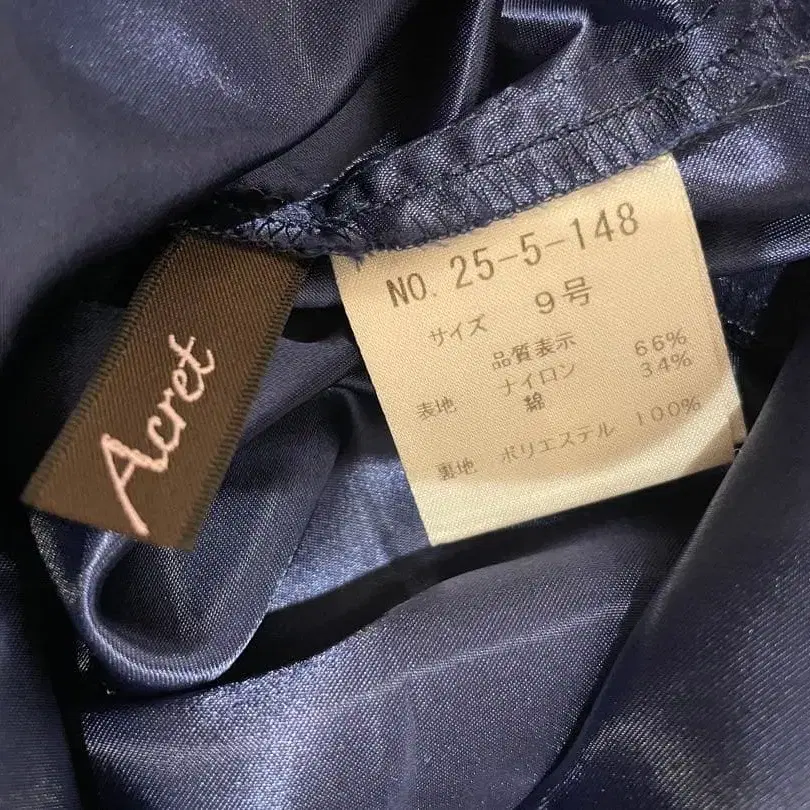 Acret
NO. 25-5-148
サイズ 9号
品質表示
表地 ナイロン 66%
綿 34%
裏地 ポリエステル 100%